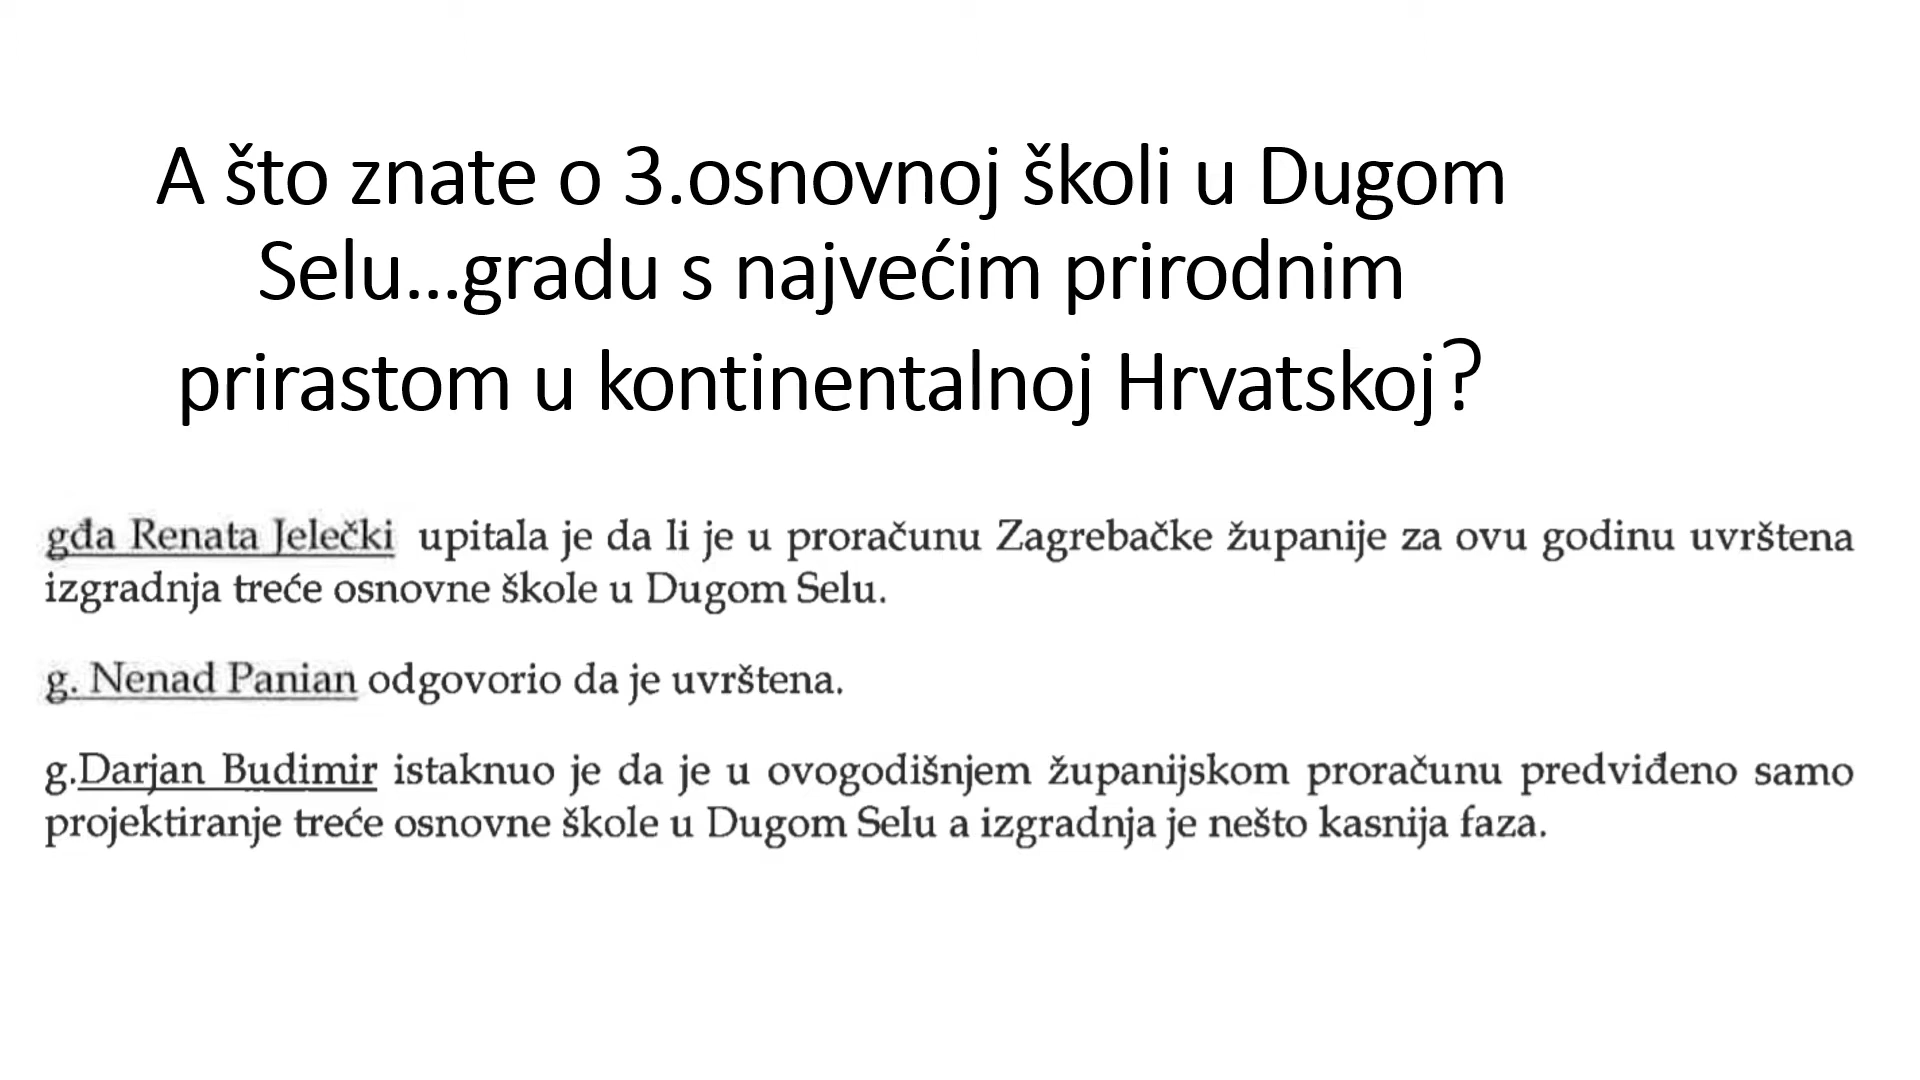 A što znate o 3.osnovnoj školi u Dugom
Selu...gradu s najvećim prirodnim
prirastom u kontinentalnoj Hrvatskoj?
gđa Renata Jelečki upitala je da li je u proračunu Zagrebačke županije za ovu godinu uvrštena
izgradnja treće osnovne škole u Dugom Selu.
g. Nenad Panian odgovorio da je uvrštena.
g.Darjan Budimir istaknuo je da je u ovogodišnjem županijskom proračunu predviđeno samo
projektiranje treće osnovne škole u Dugom Selu a izgradnja je nešto kasnija faza.